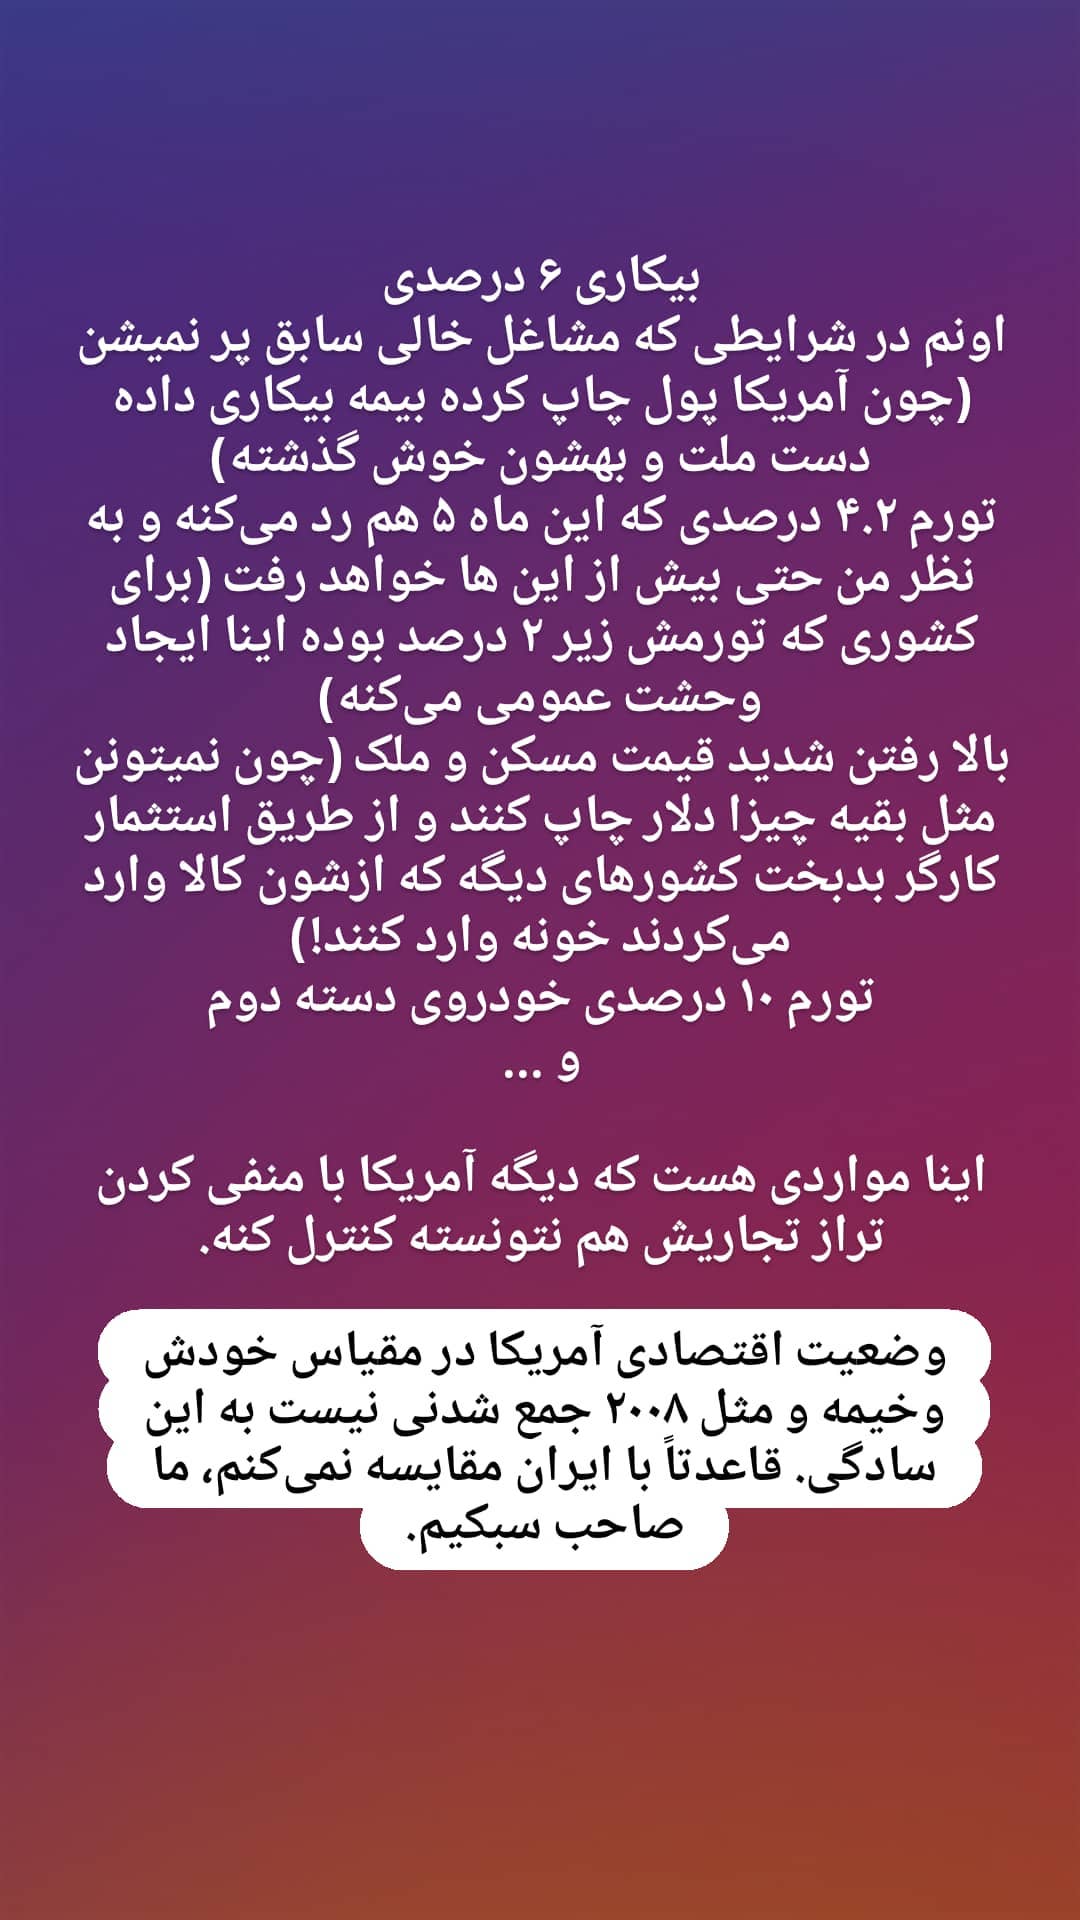 بیکاری ۶ درصدی
اونم در شرایطی که مشاغل خالی سابق پر نمیشن
(چون آمریکا پول چاپ کرده بیمه بیکاری داده
دست ملت و بهشون خوش گذشته)
تورم ۴.۲ درصدی که این ماه ۵ هم رد می‌کنه و به
نظر من حتی بیش از این ها خواهد رفت (برای
کشوری که تورمش زیر ۲ درصد بوده اینا ایجاد
وحشت عمومی می‌کنه)
بالا رفتن شدید قیمت مسکن و ملک (چون نمیتونن
مثل بقیه چیزا دلار چاپ کنند و از طریق استثمار
کارگر بدبخت کشورهای دیگه که ازشون کالا وارد
می‌کردند خونه وارد کنند!)
تورم ۱۰ درصدی خودروی دسته دوم
و ...
اینا مواردی هست که دیگه آمریکا با منفی کردن
تراز تجاریش هم نتونسته کنترل کنه.
وضعیت اقتصادی آمریکا در مقیاس خودش
وخیمه و مثل ۲۰۰۸ جمع شدنی نیست به این
سادگی. قاعدتاً با ایران مقایسه نمی‌کنم، ما
صاحب سبکیم.